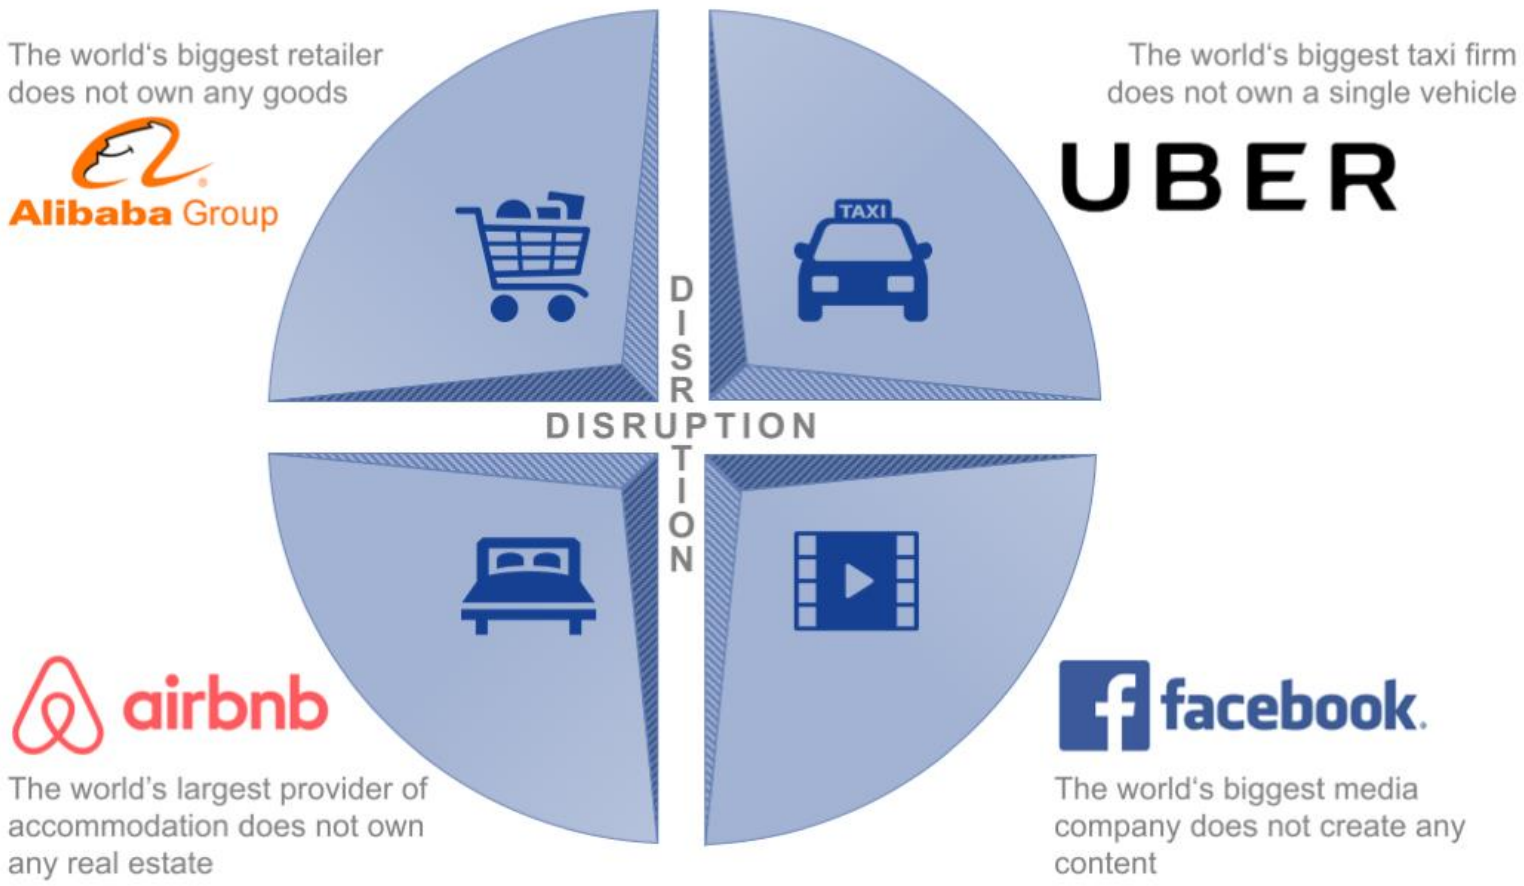 The world‘s biggest retailer
does not own any goods
Alibaba Group
The world‘s biggest taxi firm
does not own a single vehicle
UBER
TAXI
DISRUPTION
DISRUPTION
airbnb
The world’s largest provider of
accommodation does not own
any real estate
facebook.
The world‘s biggest media
company does not create any
content